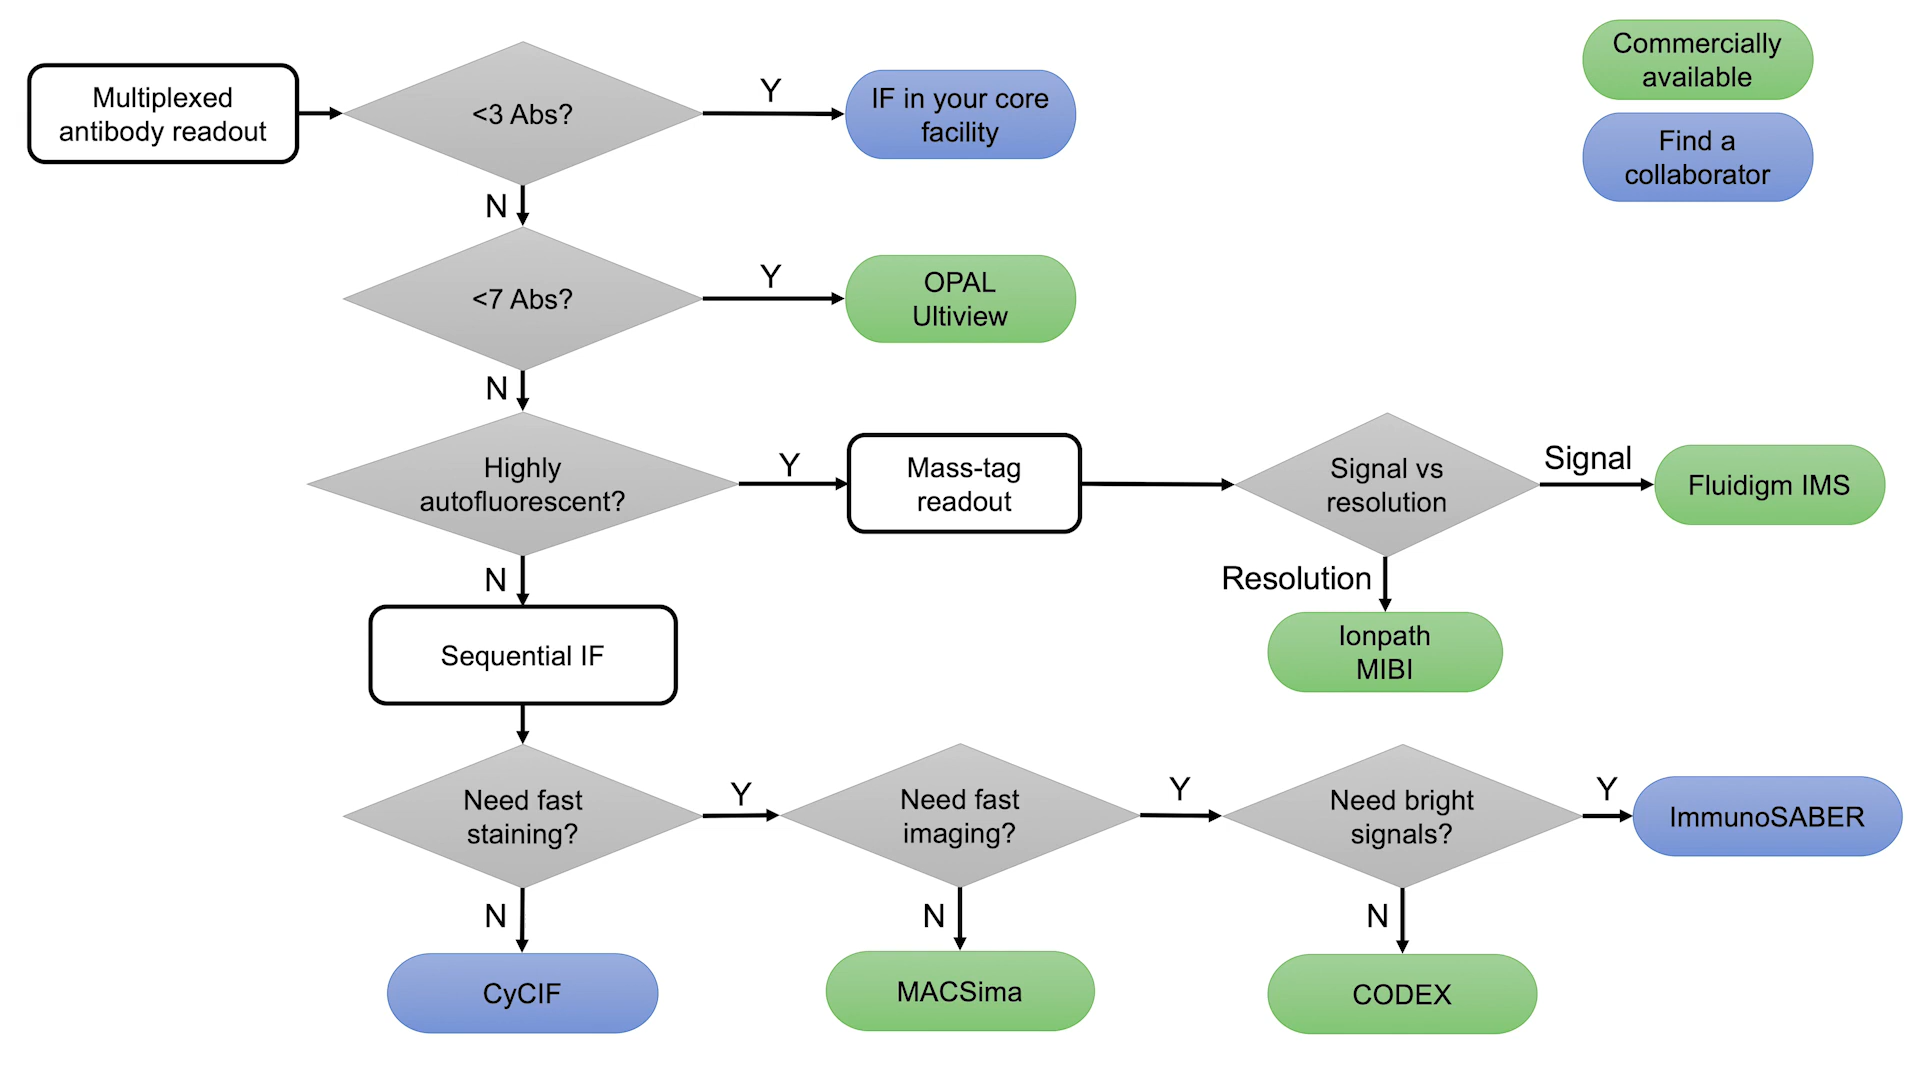 Multiplexed
antibody readout
<3 Abs?
Y
IF in your core
facility
Commercially
available
Find a
collaborator
N
<7 Abs?
Y
OPAL
Ultiview
N
Highly
autofluorescent?
Y
Mass-tag
readout
Signal vs
resolution
Signal
Fluidigm IMS
Resolution
Ionpath
MIBI
N
Sequential IF
Need fast
staining?
Y
Need fast
imaging?
Y
Need bright
signals?
Y
ImmunoSABER
N
CyCIF
N
MACSima
N
CODEX